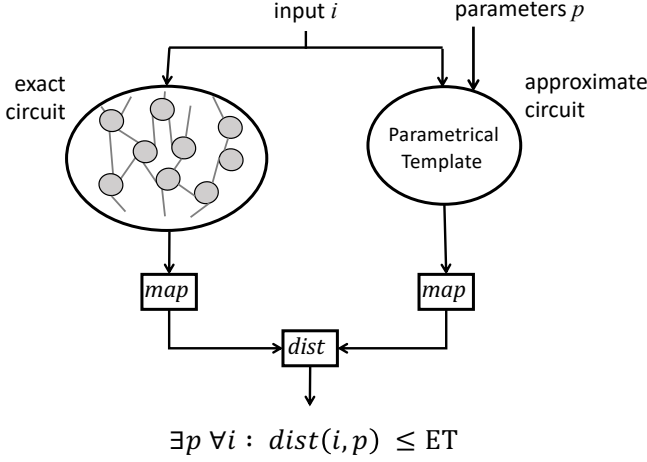 input i
parameters p
exact
circuit
approximate
circuit
Parametrical
Template
map
map
dist
∃p ∀i : dist(i, p) ≤ ET